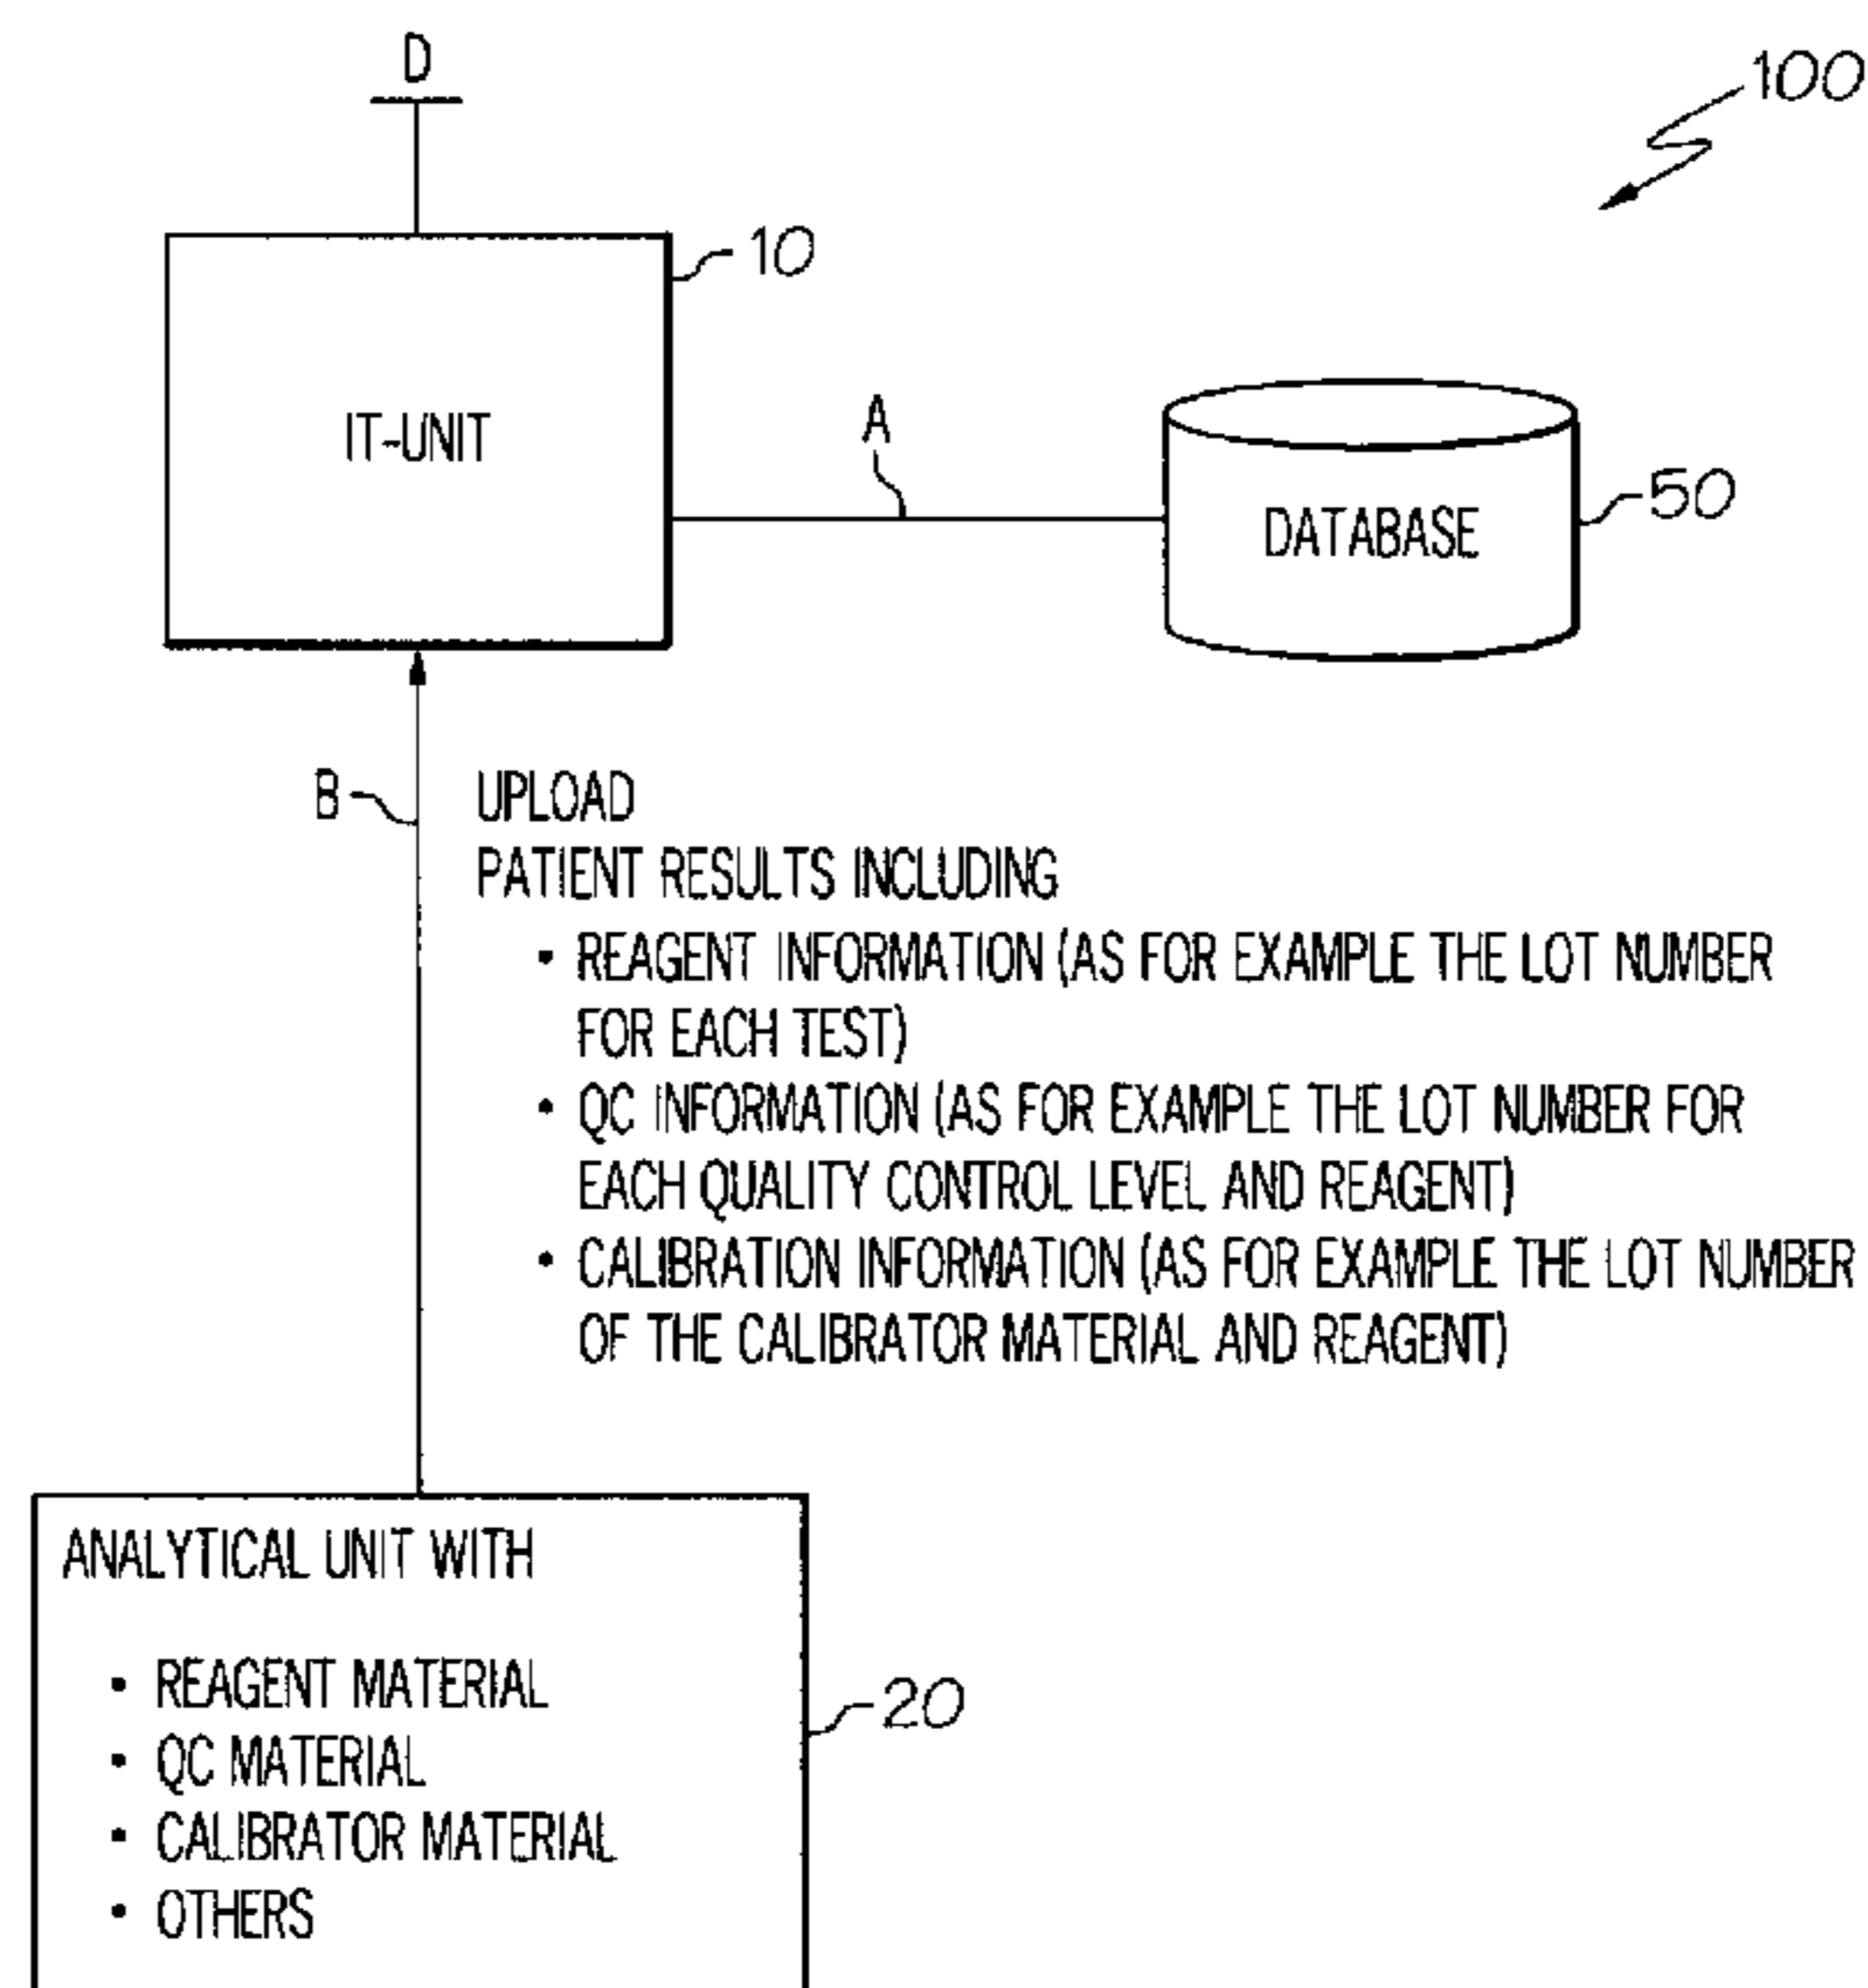 D
100
10
IT-UNIT
A
50
DATABASE
B
UPLOAD
PATIENT RESULTS INCLUDING
• REAGENT INFORMATION (AS FOR EXAMPLE THE LOT NUMBER
FOR EACH TEST)
• QC INFORMATION (AS FOR EXAMPLE THE LOT NUMBER FOR
EACH QUALITY CONTROL LEVEL AND REAGENT)
• CALIBRATION INFORMATION (AS FOR EXAMPLE THE LOT NUMBER
OF THE CALIBRATOR MATERIAL AND REAGENT)
ANALYTICAL UNIT WITH
• REAGENT MATERIAL
• QC MATERIAL
• CALIBRATOR MATERIAL
• OTHERS
20